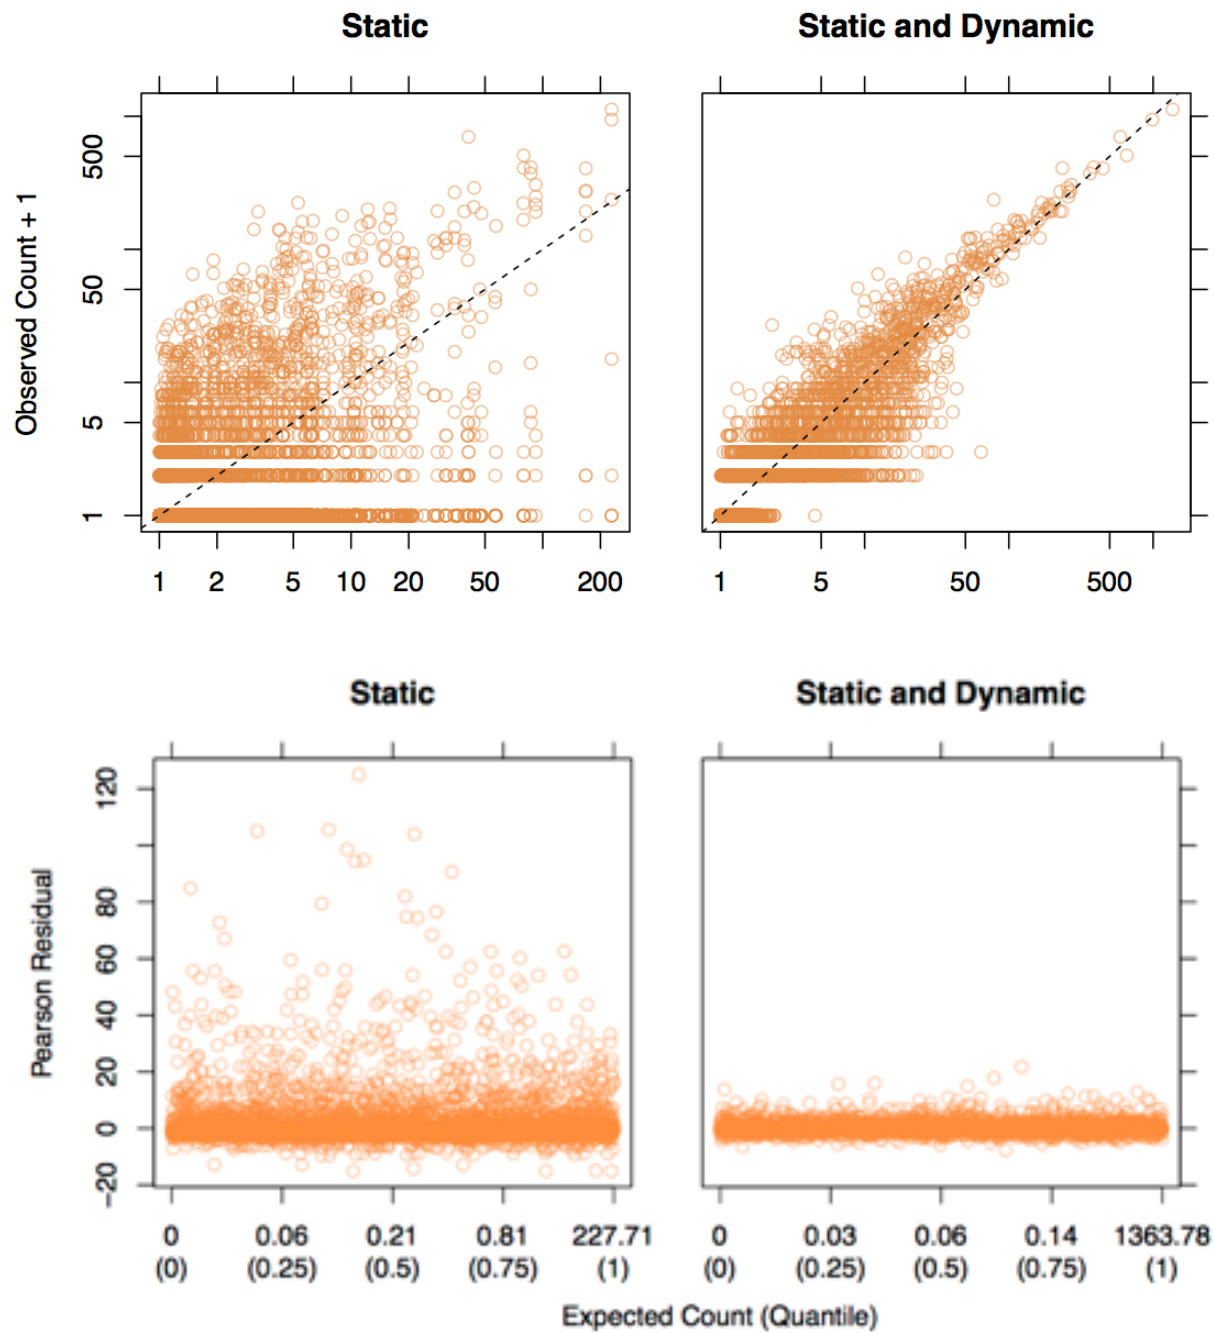 Static
Static and Dynamic
Observed Count + 1
500
50
5
1
1 2 5 10 20 50 200
1 5 50 500
Static
Static and Dynamic
Pearson Residual
120
80
60
40
20
0
−20
0 0.06 0.21 0.81 227.71
(0) (0.25) (0.5) (0.75) (1)
0 0.03 0.06 0.14 1363.78
(0) (0.25) (0.5) (0.75) (1)
Expected Count (Quantile)